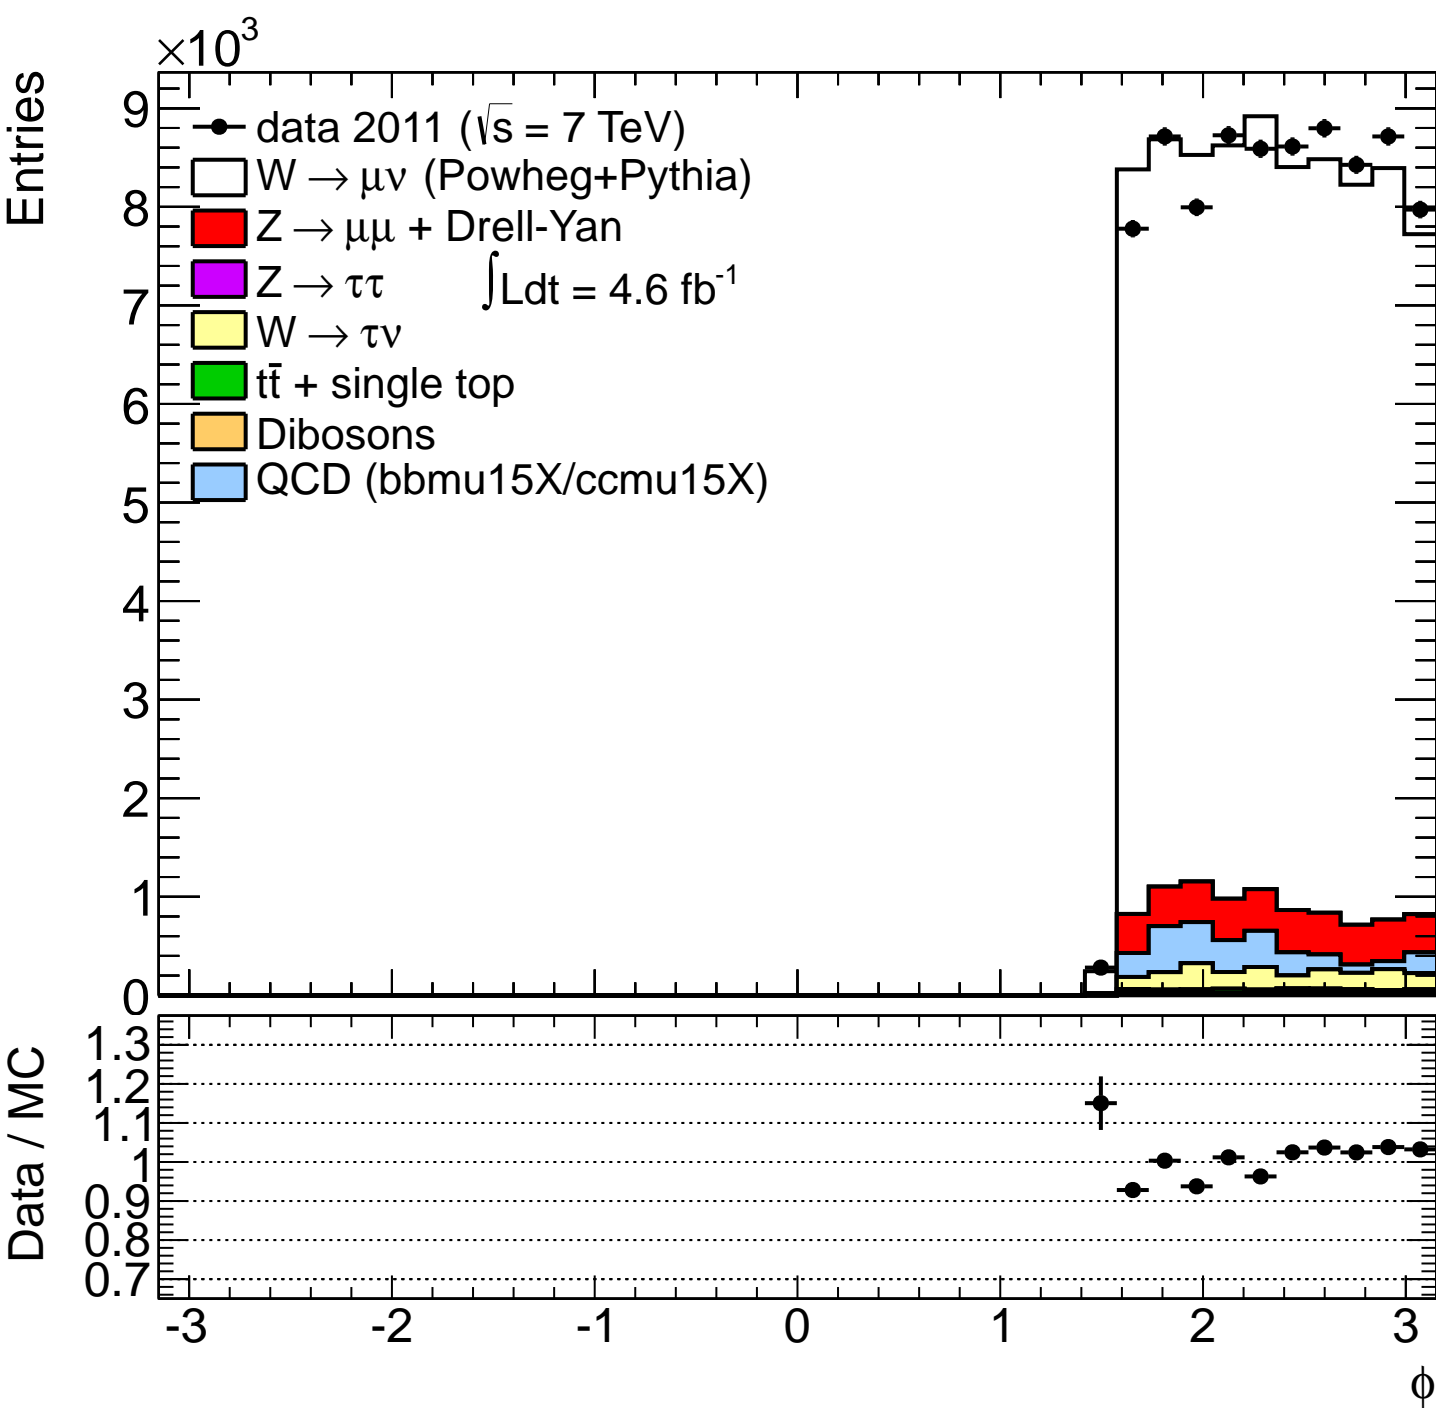 ×10³
Entries
9
8
7
6
5
4
3
2
1
0
data 2011 (√s = 7 TeV)
W → μν (Powheg+Pythia)
Z → μμ + Drell-Yan
Z → ττ
∫Ldt = 4.6 fb⁻¹
W → τν
tt̄ + single top
Dibosons
QCD (bbmu15X/ccmu15X)
Data / MC
1.3
1.2
1.1
1
0.9
0.8
0.7
-3 -2 -1 0 1 2 3
ϕ